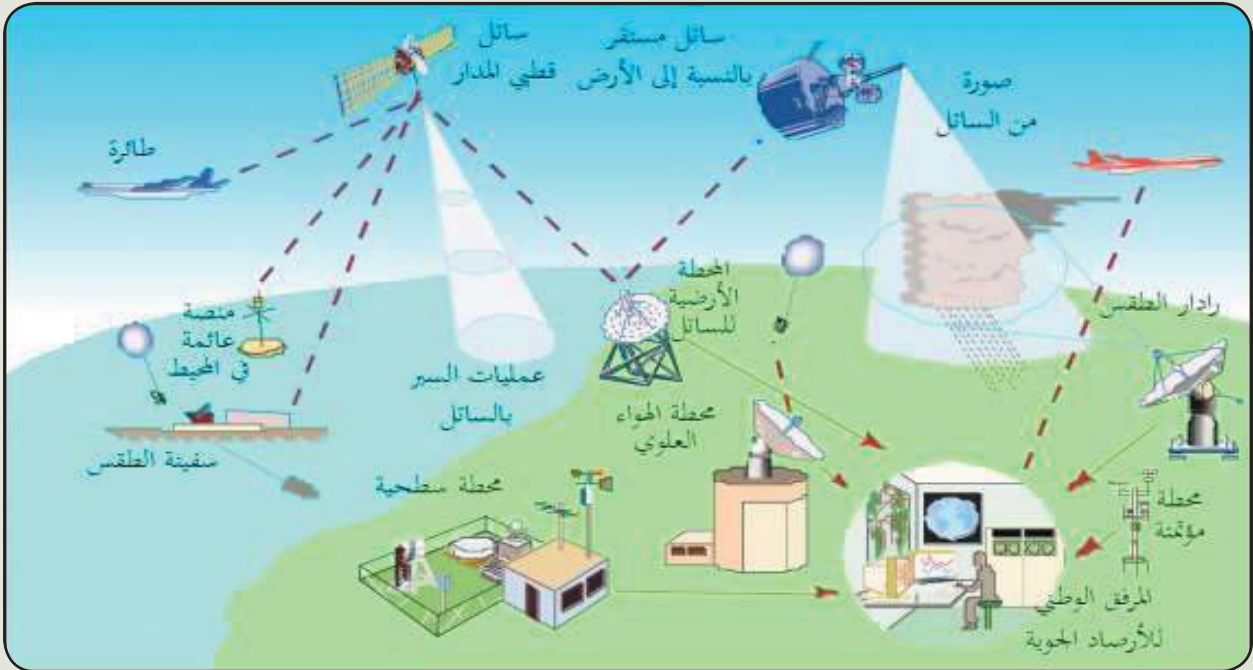 ساتل مستقر
بالنسبة إلى الأرض
ساتل
قطبي المدار
صورة
من الساتل
طائرة
المحطة
الأرضية
للساتل
رادار الطقس
منصة
عائمة
في المحيط
عمليات السبر
بالساتل
محطة الهواء
العلوي
سفينة الطقس
محطة سطحية
محطة
مؤتمتة
المرفق الوطني
للأرصاد الجوية